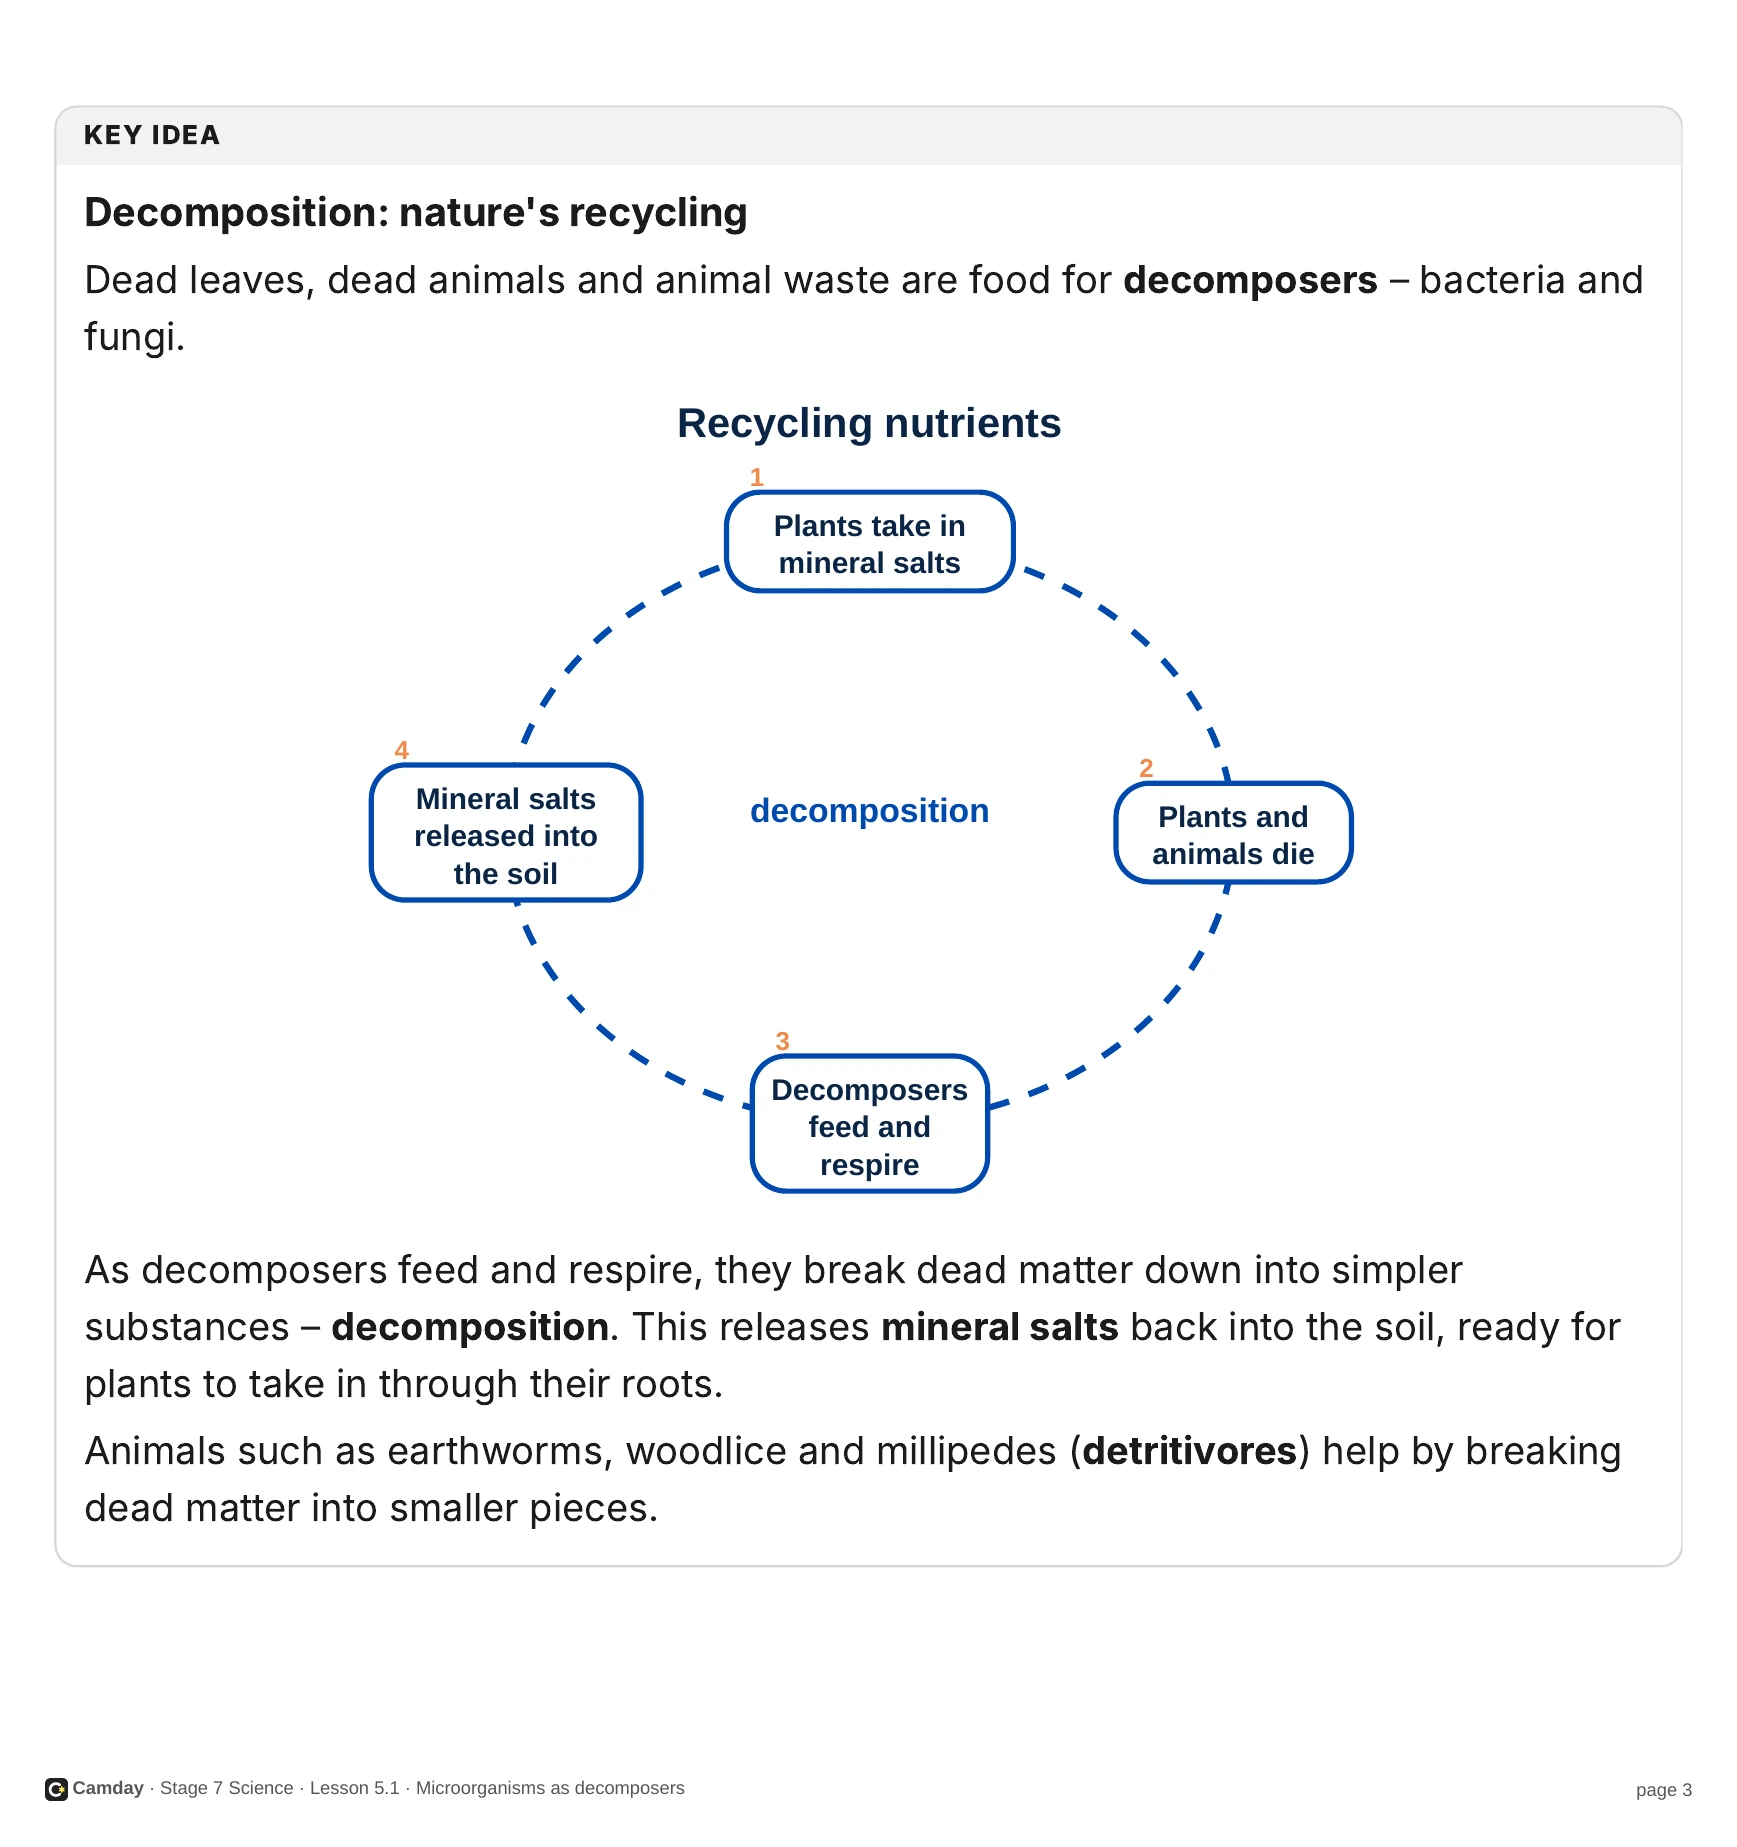 KEY IDEA
Decomposition: nature's recycling
Dead leaves, dead animals and animal waste are food for decomposers – bacteria and
fungi.
Recycling nutrients
1
Plants take in
mineral salts
4
Mineral salts
released into
the soil
decomposition
2
Plants and
animals die
3
Decomposers
feed and
respire
As decomposers feed and respire, they break dead matter down into simpler
substances – decomposition. This releases mineral salts back into the soil, ready for
plants to take in through their roots.
Animals such as earthworms, woodlice and millipedes (detritivores) help by breaking
dead matter into smaller pieces.
Camday · Stage 7 Science · Lesson 5.1 · Microorganisms as decomposers
page 3